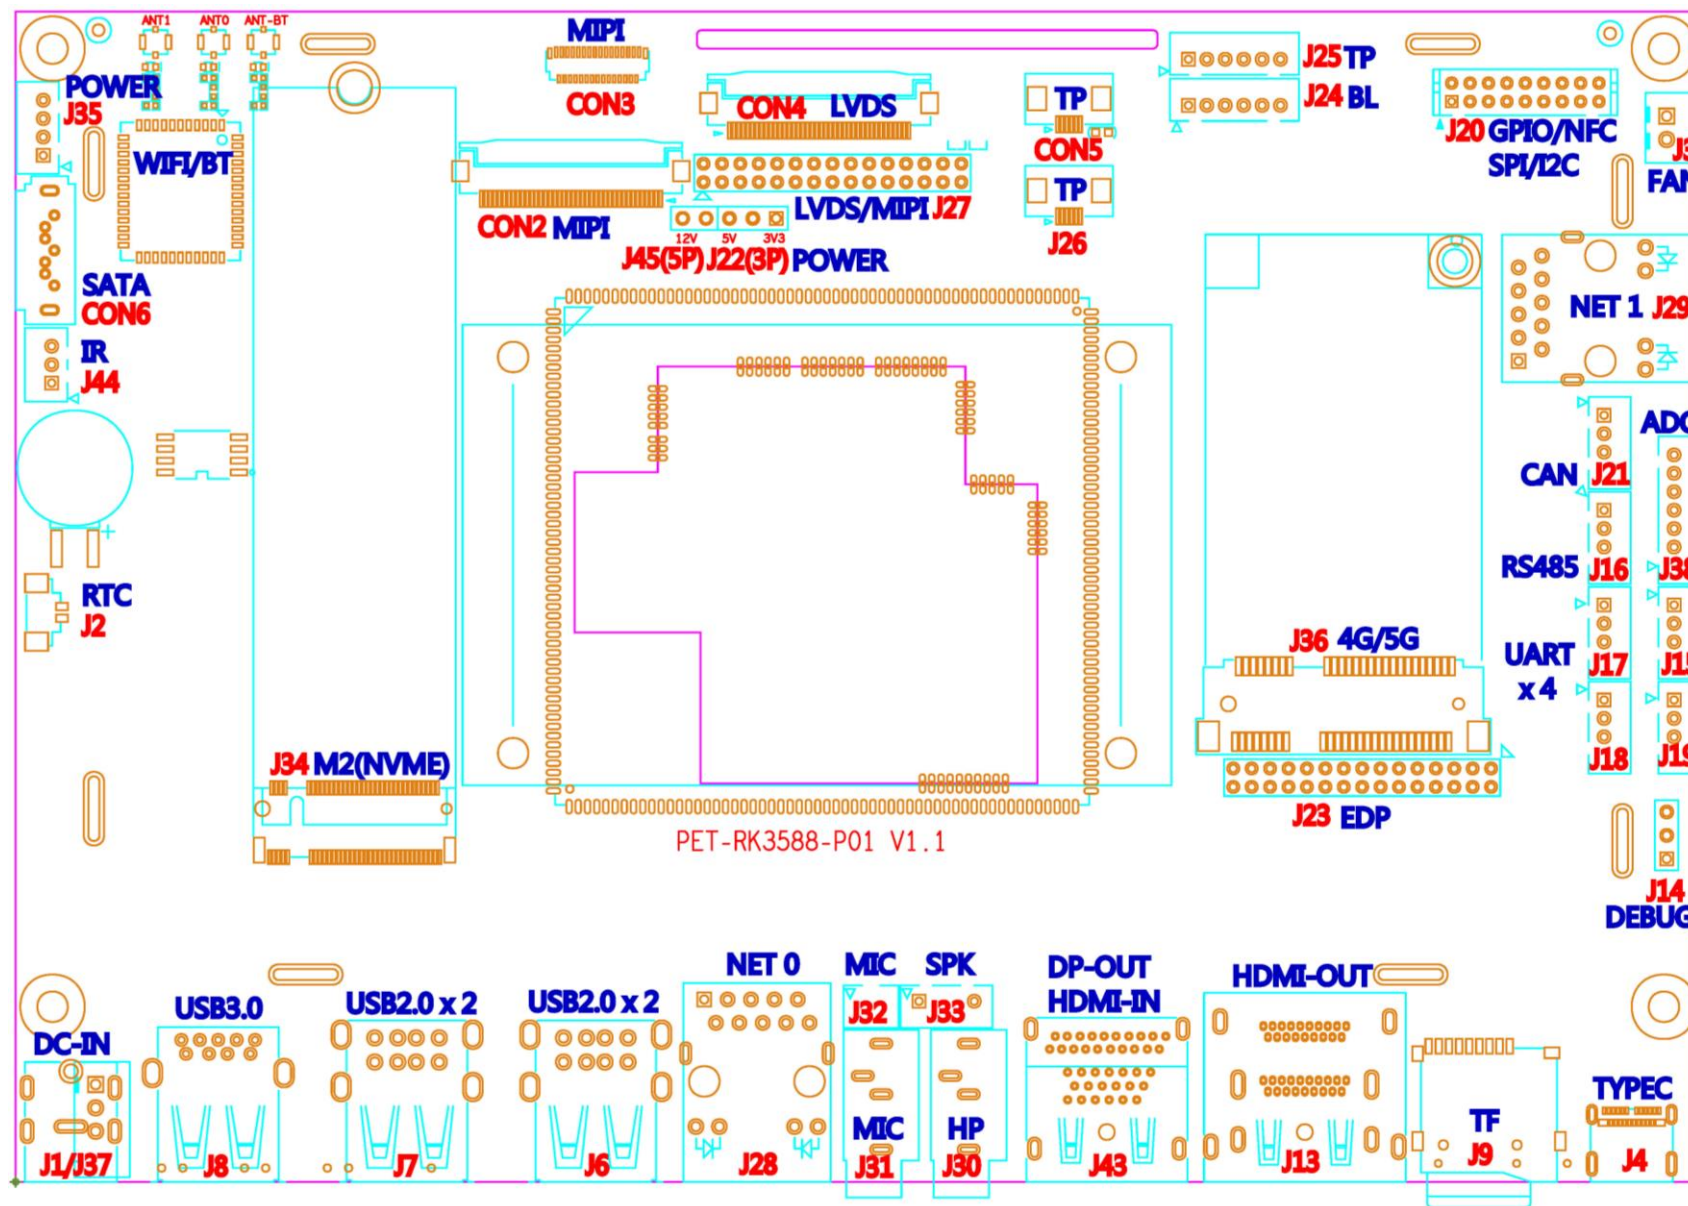 ANT1 ANT0 ANT-BT
MIPI
CON3
POWER
J35
WIFI/BT
CON4 LVDS
TP
CON5
J25 TP
J24 BL
J20 GPIO/NFC
SPI/I2C
FAN
TP
J26
LVDS/MIPI J27
CON2 MIPI
12V 5V 3V3
J45(5P) J22(3P) POWER
SATA
CON6
IR
J44
NET 1 J29
ADC
CAN J21
RS485 J16 J38
RTC
J2
J36 4G/5G
UART
x 4
J17 J15
J18 J19
J34 M2(NVME)
J23 EDP
PET-RK3588-P01 V1.1
J14
DEBUG
NET 0
MIC SPK
DP-OUT
HDMI-IN
HDMI-OUT
USB3.0
USB2.0 x 2
USB2.0 x 2
J32 J33
DC-IN
TYPEC
MIC HP
TF
J1/J37 J8 J7 J6 J28 J31 J30 J43 J13 J9 J4